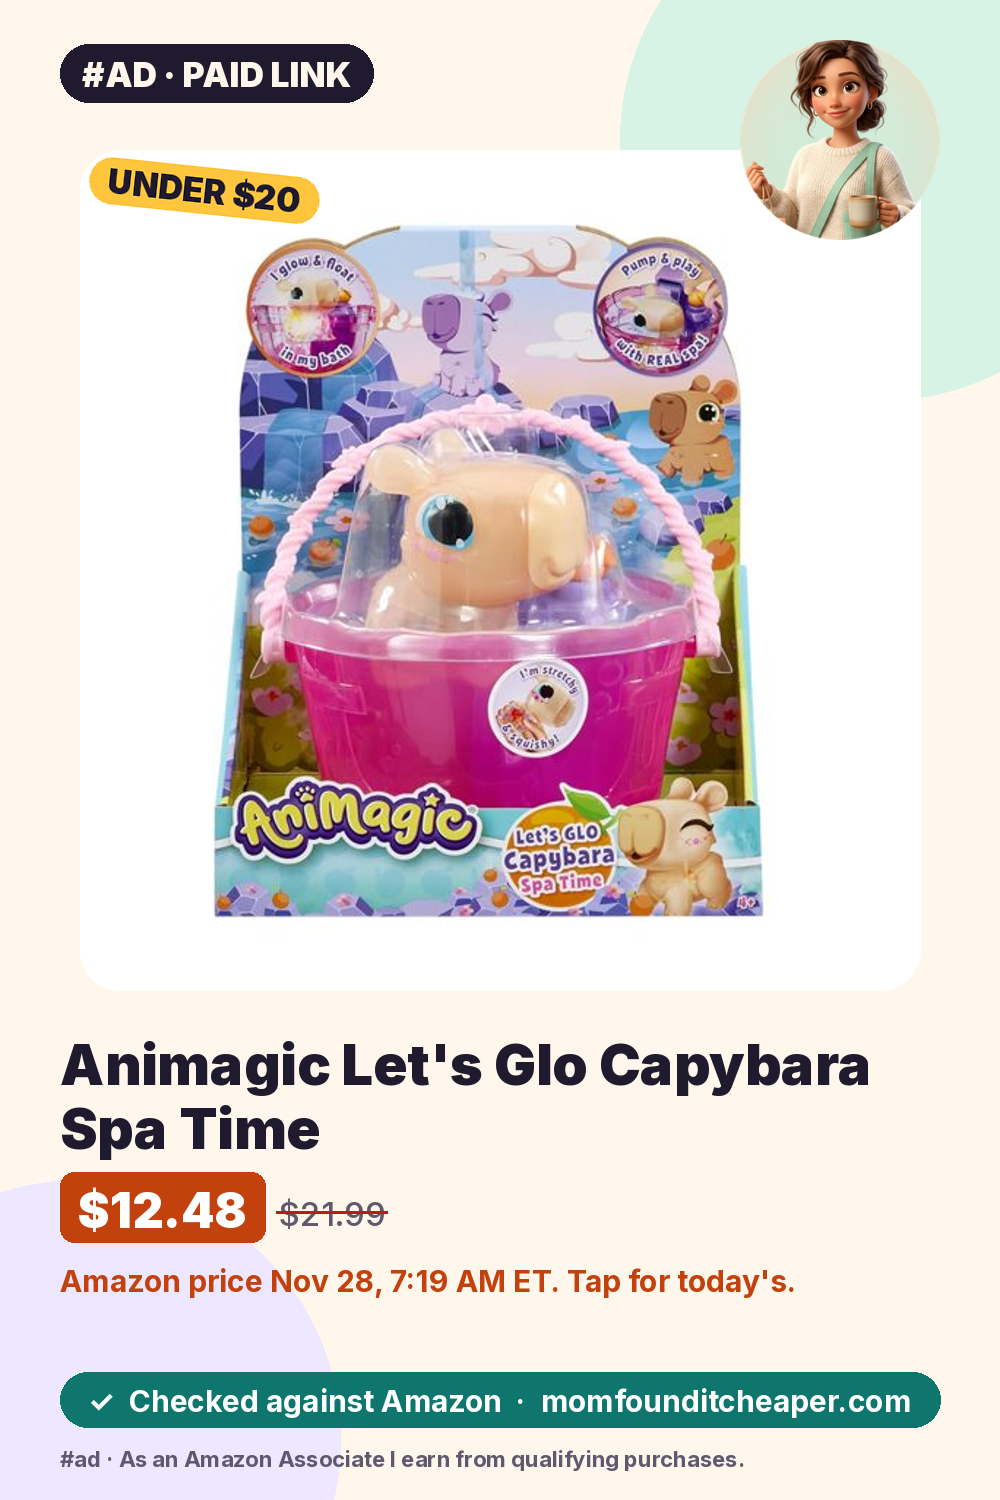 #AD · PAID LINK
UNDER $20
I glow & float
in my bath
Pump & play
with REAL spa!
I'm stretchy
& squishy!
AniMagic
Let's GLO
Capybara
Spa Time
4+
Animagic Let's Glo Capybara
Spa Time
$12.48 $21.99
Amazon price Nov 28, 7:19 AM ET. Tap for today's.
✓ Checked against Amazon · momfounditcheaper.com
#ad · As an Amazon Associate I earn from qualifying purchases.